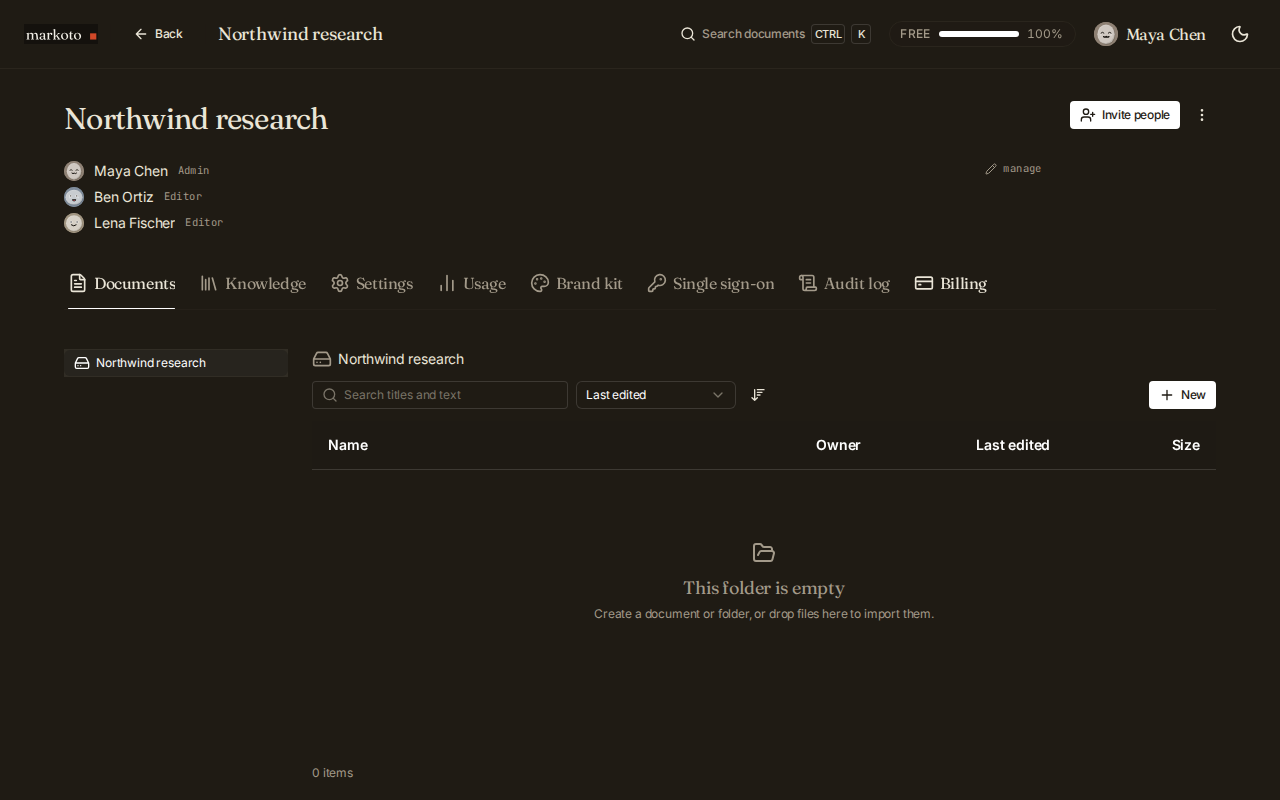 markoto
Back
Northwind research
Search documents CTRL K
FREE 100%
Maya Chen
Northwind research
Invite people
Maya Chen Admin
manage
Ben Ortiz Editor
Lena Fischer Editor
Documents Knowledge Settings Usage Brand kit Single sign-on Audit log Billing
Northwind research
Northwind research
Search titles and text
Last edited
New
Name Owner Last edited Size
This folder is empty
Create a document or folder, or drop files here to import them.
0 items